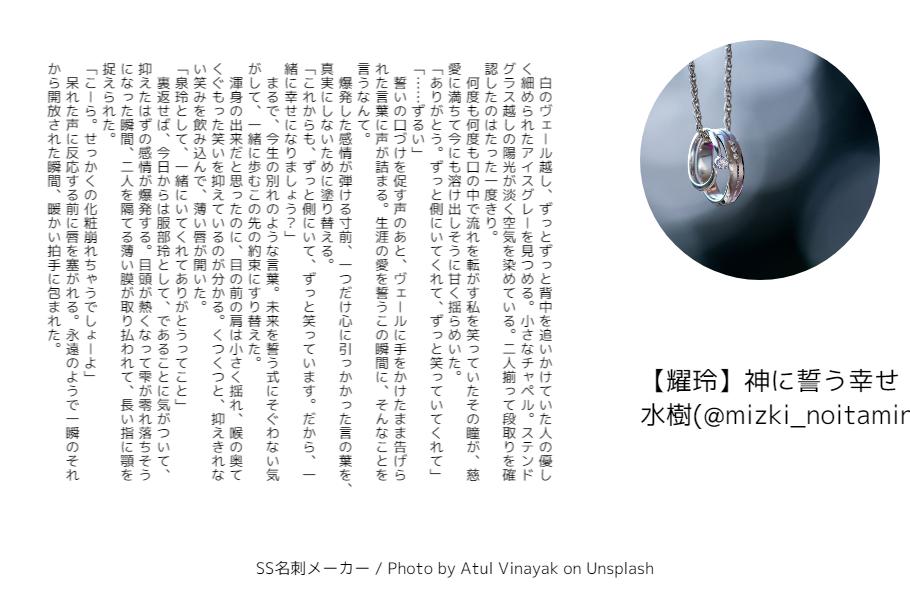 白のヴェール越し、ずっとずっと背中を追いかけていた人の優し
く細められたアイスグレーを見つめる。小さなチャペル。ステンド
グラス越しの陽光が淡く空気を染めている。二人揃って段取りを確
認したのはたった一度きり。
何度も何度も口の中で流れを転がす私を笑っていたその瞳が、慈
愛に満ちて今にも溶け出しそうに甘く揺らめいた。
「ありがとう。ずっと側にいてくれて、ずっと笑っていてくれて」
「……ずるい」
誓いの口づけを促す声のあと、ヴェールに手をかけたまま告げら
れた言葉に声が詰まる。生涯の愛を誓うこの瞬間に、そんなことを
言うなんて。
爆発した感情が弾ける寸前、一つだけ心に引っかかった言の葉を、
真実にしないために塗り替える。
「これからも、ずっと側にいて、ずっと笑っています。だから、一
緒に幸せになりましょう？」
まるで、今生の別れのような言葉。未来を誓う式にそぐわない気
がして、一緒に歩むこの先の約束にすり替えた。
渾身の出来だと思ったのに、目の前の肩は小さく揺れ、喉の奥で
くぐもった笑いを抑えているのが分かる。くつくつと、抑えきれな
い笑みを飲み込んで、薄い唇が開いた。
「泉玲として、一緒にいてくれてありがとうってこと」
裏返せば、今日からは服部玲として、であることに気がついて、
抑えたはずの感情が爆発する。目頭が熱くなって雫が零れ落ちそう
になった瞬間、二人を隔てる薄い膜が取り払われて、長い指に顎を
捉えられた。
「こーら。せっかくの化粧崩れちゃうでしょーよ」
呆れた声に反応する前に唇を塞がれる。永遠のようで一瞬のそれ
から開放された瞬間、暖かい拍手に包まれた。
【耀玲】神に誓う幸せ
水樹(@mizki_noitamin
SS名刺メーカー / Photo by Atul Vinayak on Unsplash